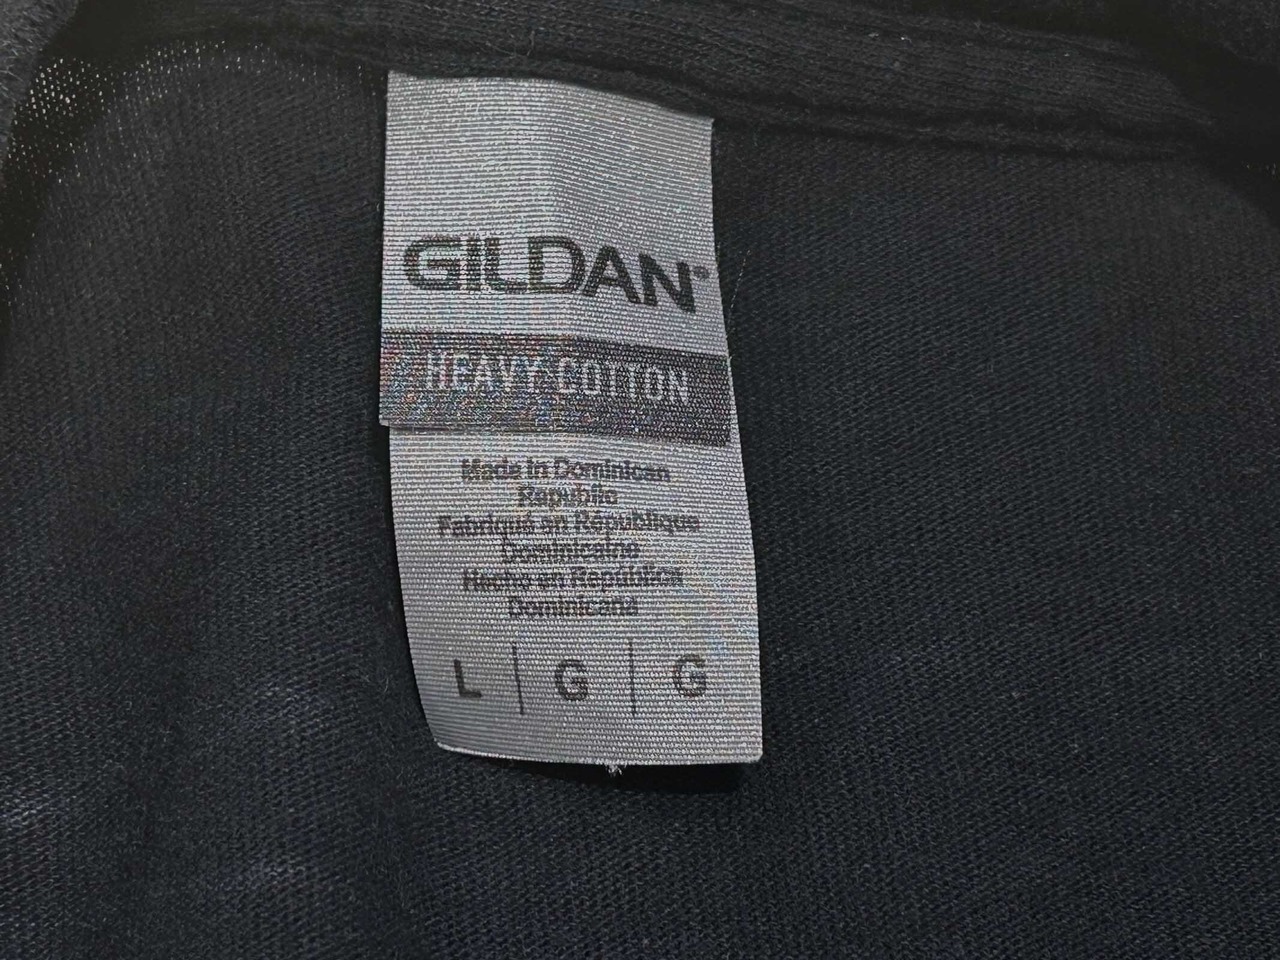 GILDAN®
HEAVY COTTON
Made in Dominican
Republic
Fabriqué en République
Dominicaine
Hecho en República
Dominicana
L | G | G